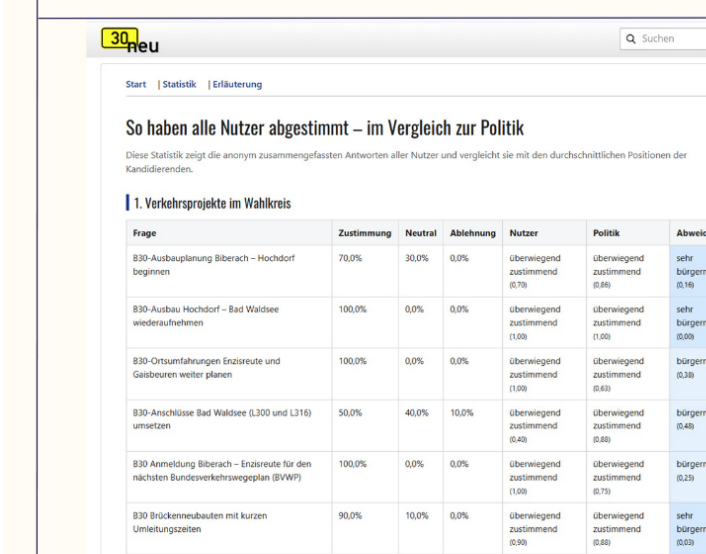 30
neu
Suchen
Start | Statistik | Erläuterung
So haben alle Nutzer abgestimmt – im Vergleich zur Politik
Diese Statistik zeigt die anonym zusammengefassten Antworten aller Nutzer und vergleicht sie mit den durchschnittlichen Positionen der
Kandidierenden.
1. Verkehrsprojekte im Wahlkreis
Frage Zustimmung Neutral Ablehnung Nutzer Politik Abweic
B30-Ausbauplanung Biberach – Hochdorf 70,0% 30,0% 0,0% überwiegend überwiegend sehr
beginnen zustimmend zustimmend bürgern
(0,70) (0,86) (0,16)
B30-Ausbau Hochdorf – Bad Waldsee 100,0% 0,0% 0,0% überwiegend überwiegend sehr
wiederaufnehmen zustimmend zustimmend bürgern
(1,00) (1,00) (0,00)
B30-Ortsumfahrungen Enzisreute und 100,0% 0,0% 0,0% überwiegend überwiegend bürgern
Gaisbeuren weiter planen zustimmend zustimmend (0,38)
(1,00) (0,63)
B30-Anschlüsse Bad Waldsee (L300 und L316) 50,0% 40,0% 10,0% überwiegend überwiegend bürgern
umsetzen zustimmend zustimmend (0,48)
(0,40) (0,88)
B30 Anmeldung Biberach – Enzisreute für den 100,0% 0,0% 0,0% überwiegend überwiegend bürgern
nächsten Bundesverkehrswegeplan (BVWP) zustimmend zustimmend (0,25)
(1,00) (0,75)
B30 Brückenneubauten mit kurzen 90,0% 10,0% 0,0% überwiegend überwiegend sehr
Umleitungszeiten zustimmend zustimmend bürgern
(0,90) (0,88) (0,03)